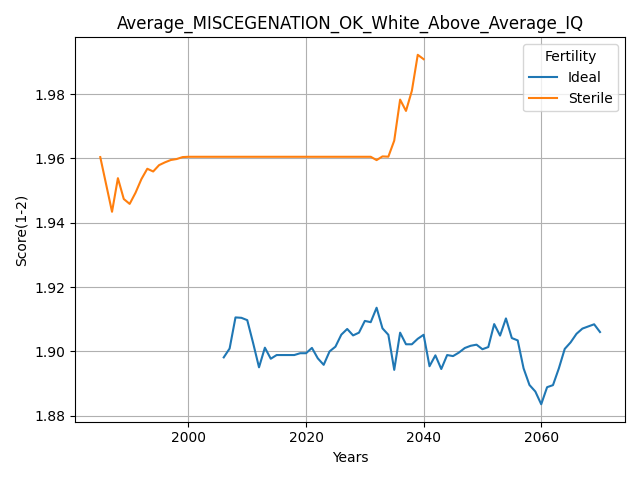 Average_MISCEGENATION_OK_White_Above_Average_IQ
Fertility
Ideal
Sterile
1.98
1.96
1.94
1.92
1.90
1.88
Score(1-2)
2000 2020 2040 2060
Years